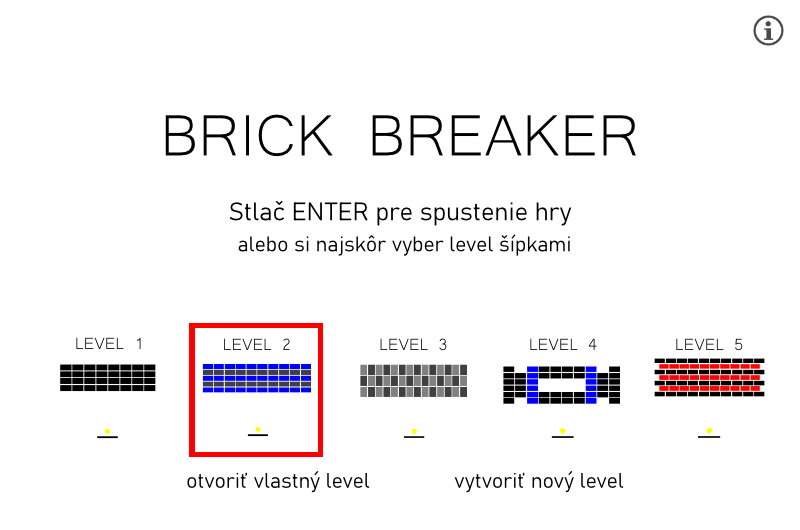 BRICK BREAKER
Stlač ENTER pre spustenie hry
alebo si najskôr vyber level šípkami
LEVEL 1 LEVEL 2 LEVEL 3 LEVEL 4 LEVEL 5
otvoriť vlastný level vytvoriť nový level